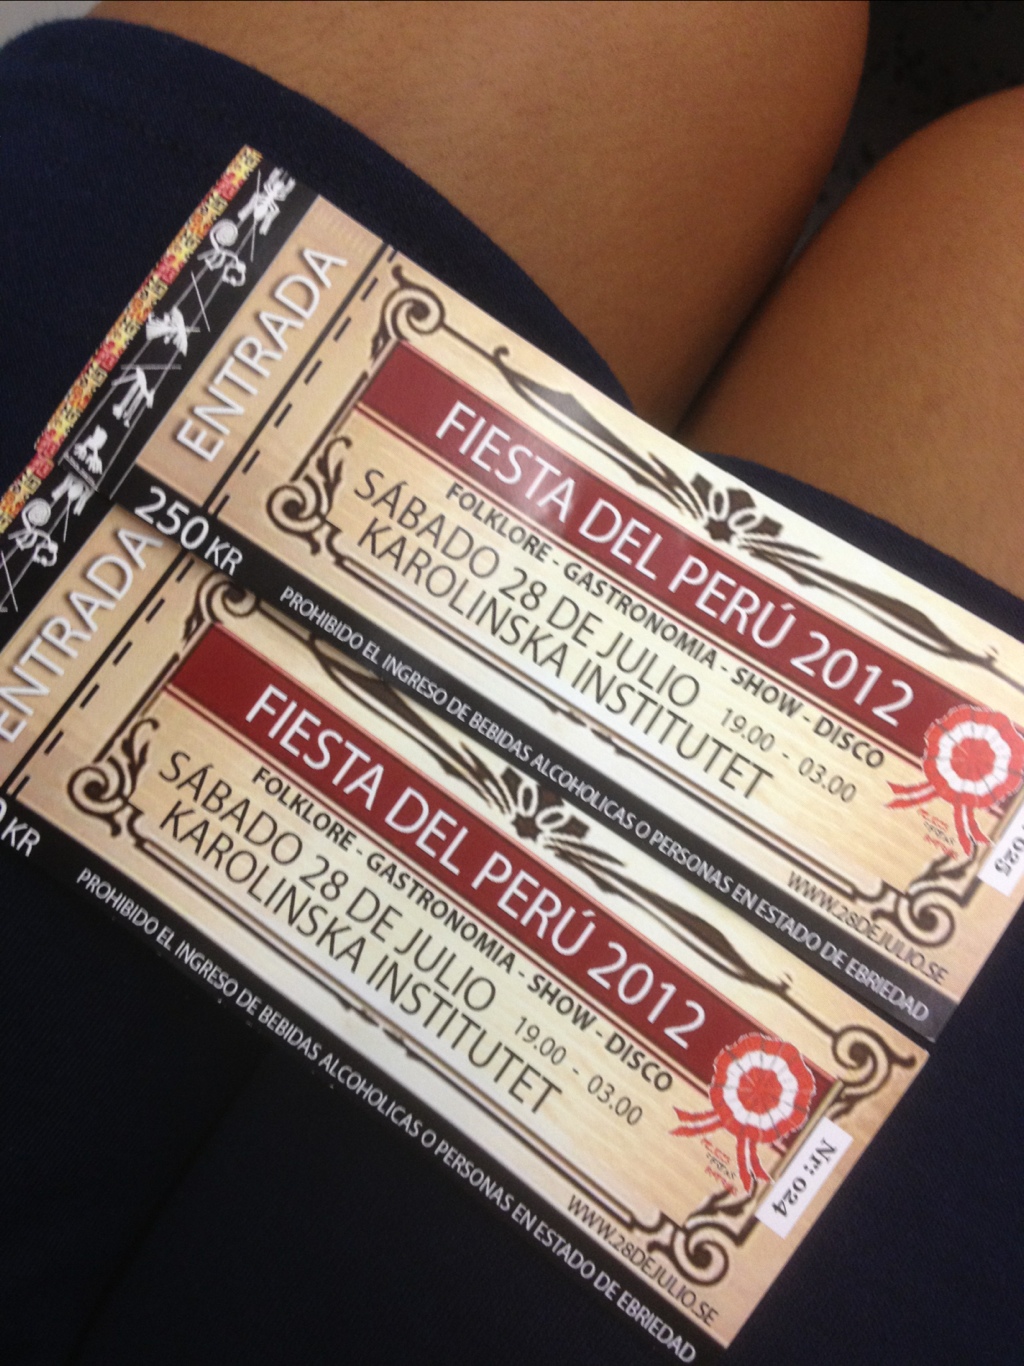 ENTRADA
250 KR
FIESTA DEL PERÚ 2012
FOLKLORE - GASTRONOMIA - SHOW - DISCO
SÁBADO 28 DE JULIO
19.00 - 03.00
KAROLINSKA INSTITUTET
WWW.28DEJULIO.SE
025
PROHIBIDO EL INGRESO DE BEBIDAS ALCOHOLICAS O PERSONAS EN ESTADO DE EBRIEDAD
ENTRADA
KR
FIESTA DEL PERÚ 2012
FOLKLORE - GASTRONOMIA - SHOW - DISCO
SÁBADO 28 DE JULIO
19.00 - 03.00
KAROLINSKA INSTITUTET
WWW.28DEJULIO.SE
Nr: 024
PROHIBIDO EL INGRESO DE BEBIDAS ALCOHOLICAS O PERSONAS EN ESTADO DE EBRIEDAD